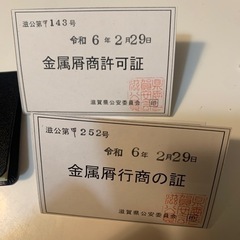 滋公第甲143号
令和6年2月29日
金属屑商許可証
滋賀県公安委員会
滋公第甲252号
令和6年2月29日
金属屑行商の証
滋賀県公安委員会